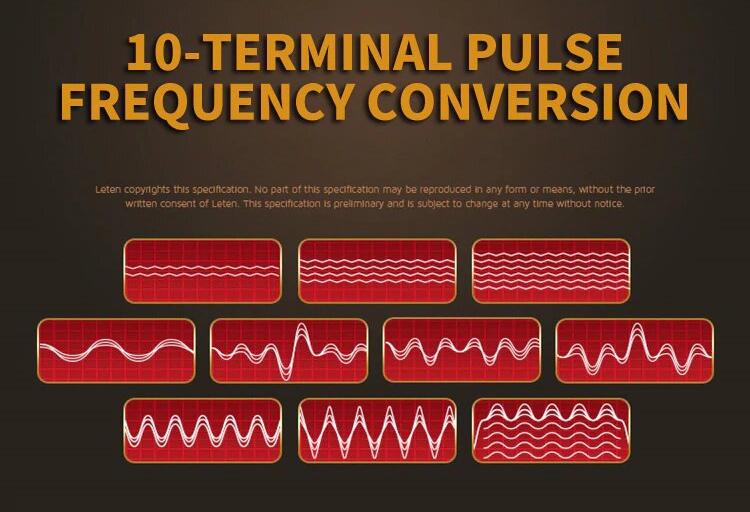 10-TERMINAL PULSE
FREQUENCY CONVERSION
Leten copyrights this specification. No part of this specification may be reproduced in any form or means, without the prior
written consent of Leten. This specification is preliminary and is subject to change at any time without notice.